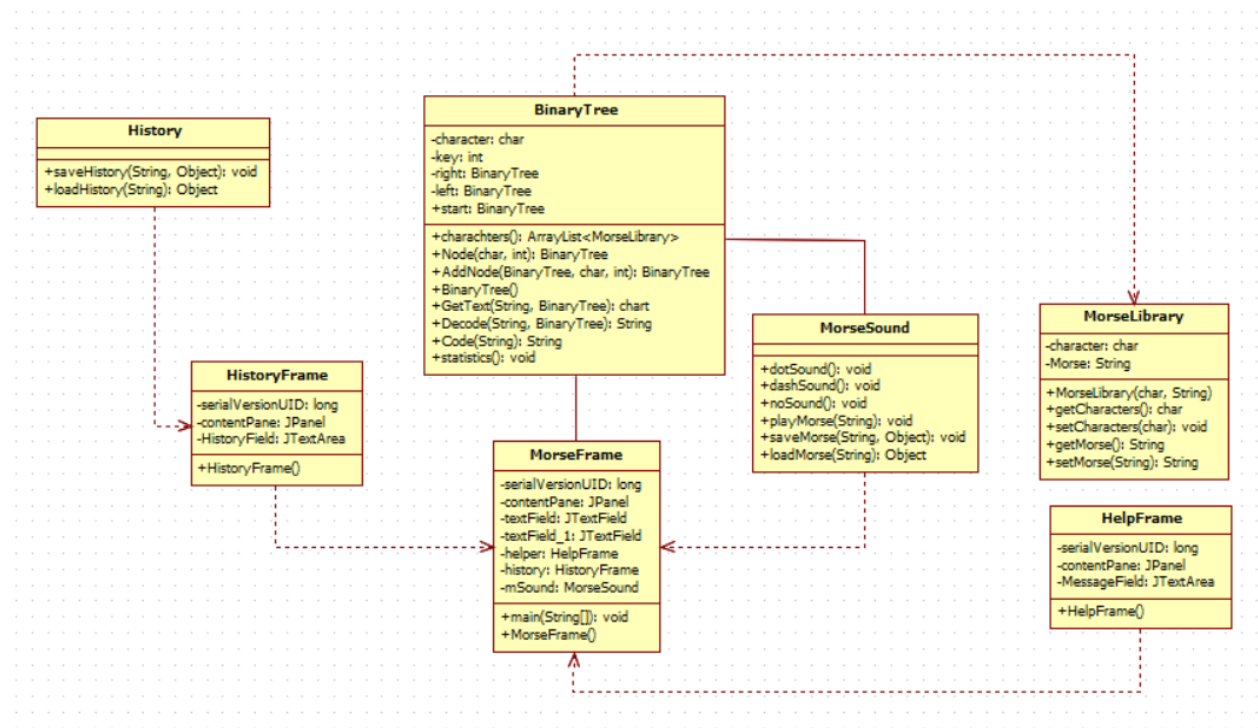 History
+saveHistory(String, Object): void
+loadHistory(String): Object
BinaryTree
-character: char
-key: int
-right: BinaryTree
-left: BinaryTree
+start: BinaryTree
+charachters(): ArrayList<MorseLibrary>
+Node(char, int): BinaryTree
+AddNode(BinaryTree, char, int): BinaryTree
+BinaryTree()
+GetText(String, BinaryTree): chart
+Decode(String, BinaryTree): String
+Code(String): String
+statistics(): void
MorseSound
+dotSound(): void
+dashSound(): void
+noSound(): void
+playMorse(String): void
+saveMorse(String, Object): void
+loadMorse(String): Object
MorseLibrary
-character: char
-Morse: String
+MorseLibrary(char, String)
+getCharacters(): char
+setCharacters(char): void
+getMorse(): String
+setMorse(String): String
HistoryFrame
-serialVersionUID: long
-contentPane: JPanel
-HistoryField: JTextArea
+HistoryFrame()
MorseFrame
-serialVersionUID: long
-contentPane: JPanel
-textField: JTextField
-textField_1: JTextField
-helper: HelpFrame
-history: HistoryFrame
-mSound: MorseSound
+main(String[]): void
+MorseFrame()
HelpFrame
-serialVersionUID: long
-contentPane: JPanel
-MessageField: JTextArea
+HelpFrame()